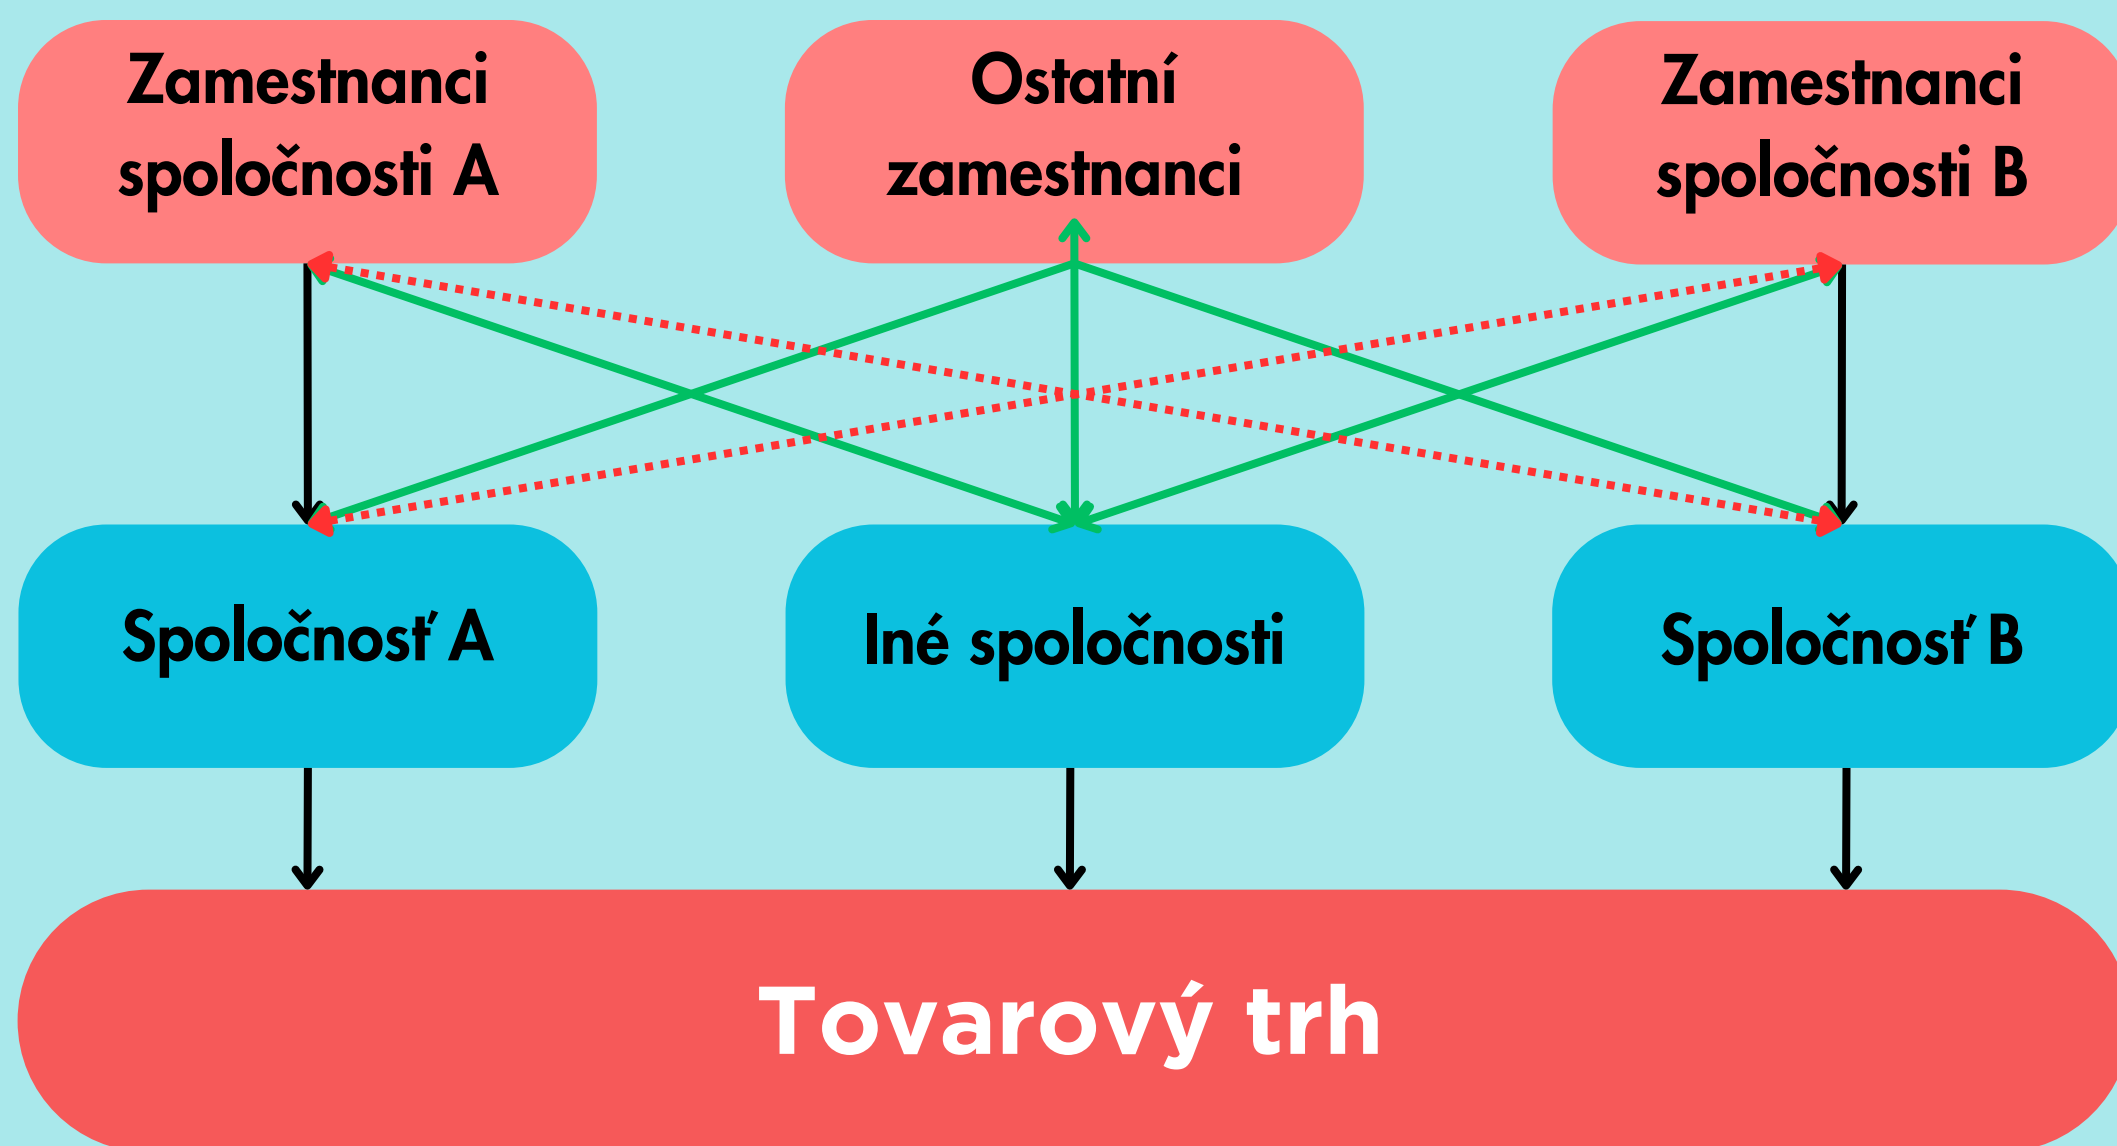 Zamestnanci
spoločnosti A
Ostatní
zamestnanci
Zamestnanci
spoločnosti B
Spoločnosť A
Iné spoločnosti
Spoločnosť B
Tovarový trh